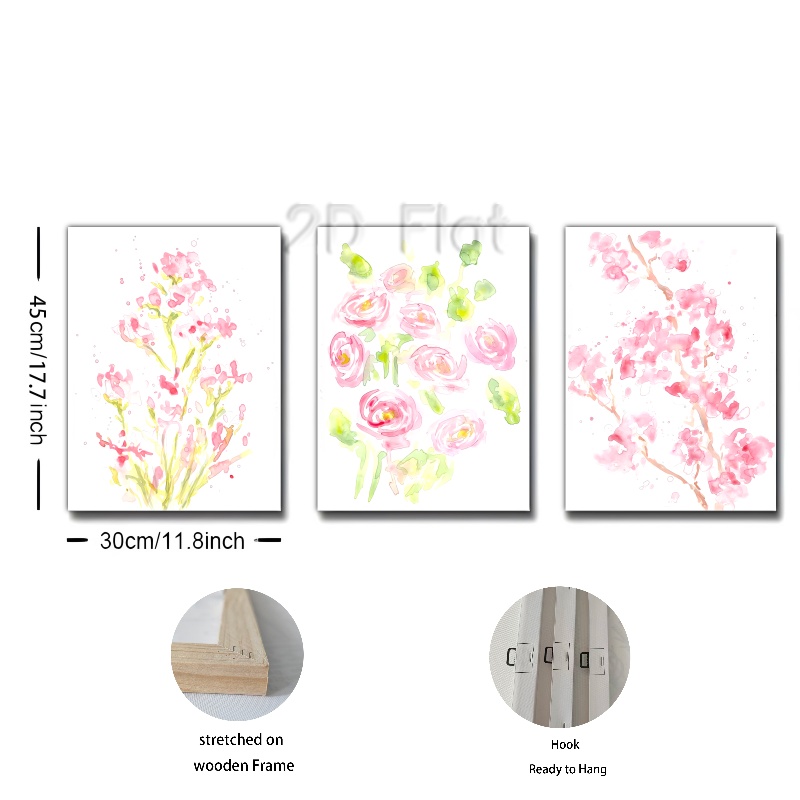 2D Flat
45cm/17.7inch
30cm/11.8inch
stretched on
wooden Frame
Hook
Ready to Hang